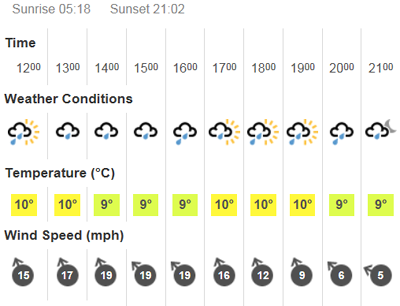 Sunrise 05:18 Sunset 21:02
Time
1200 1300 1400 1500 1600 1700 1800 1900 2000 2100
Weather Conditions
Temperature (°C)
10° 10° 9° 9° 9° 10° 10° 10° 9° 9°
Wind Speed (mph)
15 17 19 19 19 16 12 9 6 5